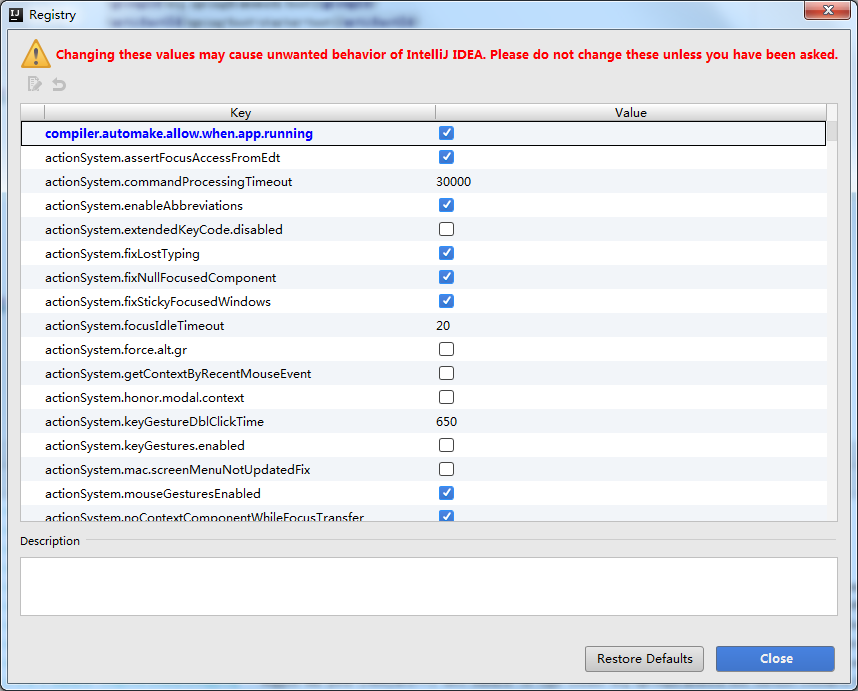 Registry
Changing these values may cause unwanted behavior of IntelliJ IDEA. Please do not change these unless you have been asked.
Key Value
compiler.automake.allow.when.app.running
actionSystem.assertFocusAccessFromEdt
actionSystem.commandProcessingTimeout 30000
actionSystem.enableAbbreviations
actionSystem.extendedKeyCode.disabled
actionSystem.fixLostTyping
actionSystem.fixNullFocusedComponent
actionSystem.fixStickyFocusedWindows
actionSystem.focusIdleTimeout 20
actionSystem.force.alt.gr
actionSystem.getContextByRecentMouseEvent
actionSystem.honor.modal.context
actionSystem.keyGestureDblClickTime 650
actionSystem.keyGestures.enabled
actionSystem.mac.screenMenuNotUpdatedFix
actionSystem.mouseGesturesEnabled
actionSystem.noContextComponentWhileFocusTransfer
Description
Restore Defaults Close